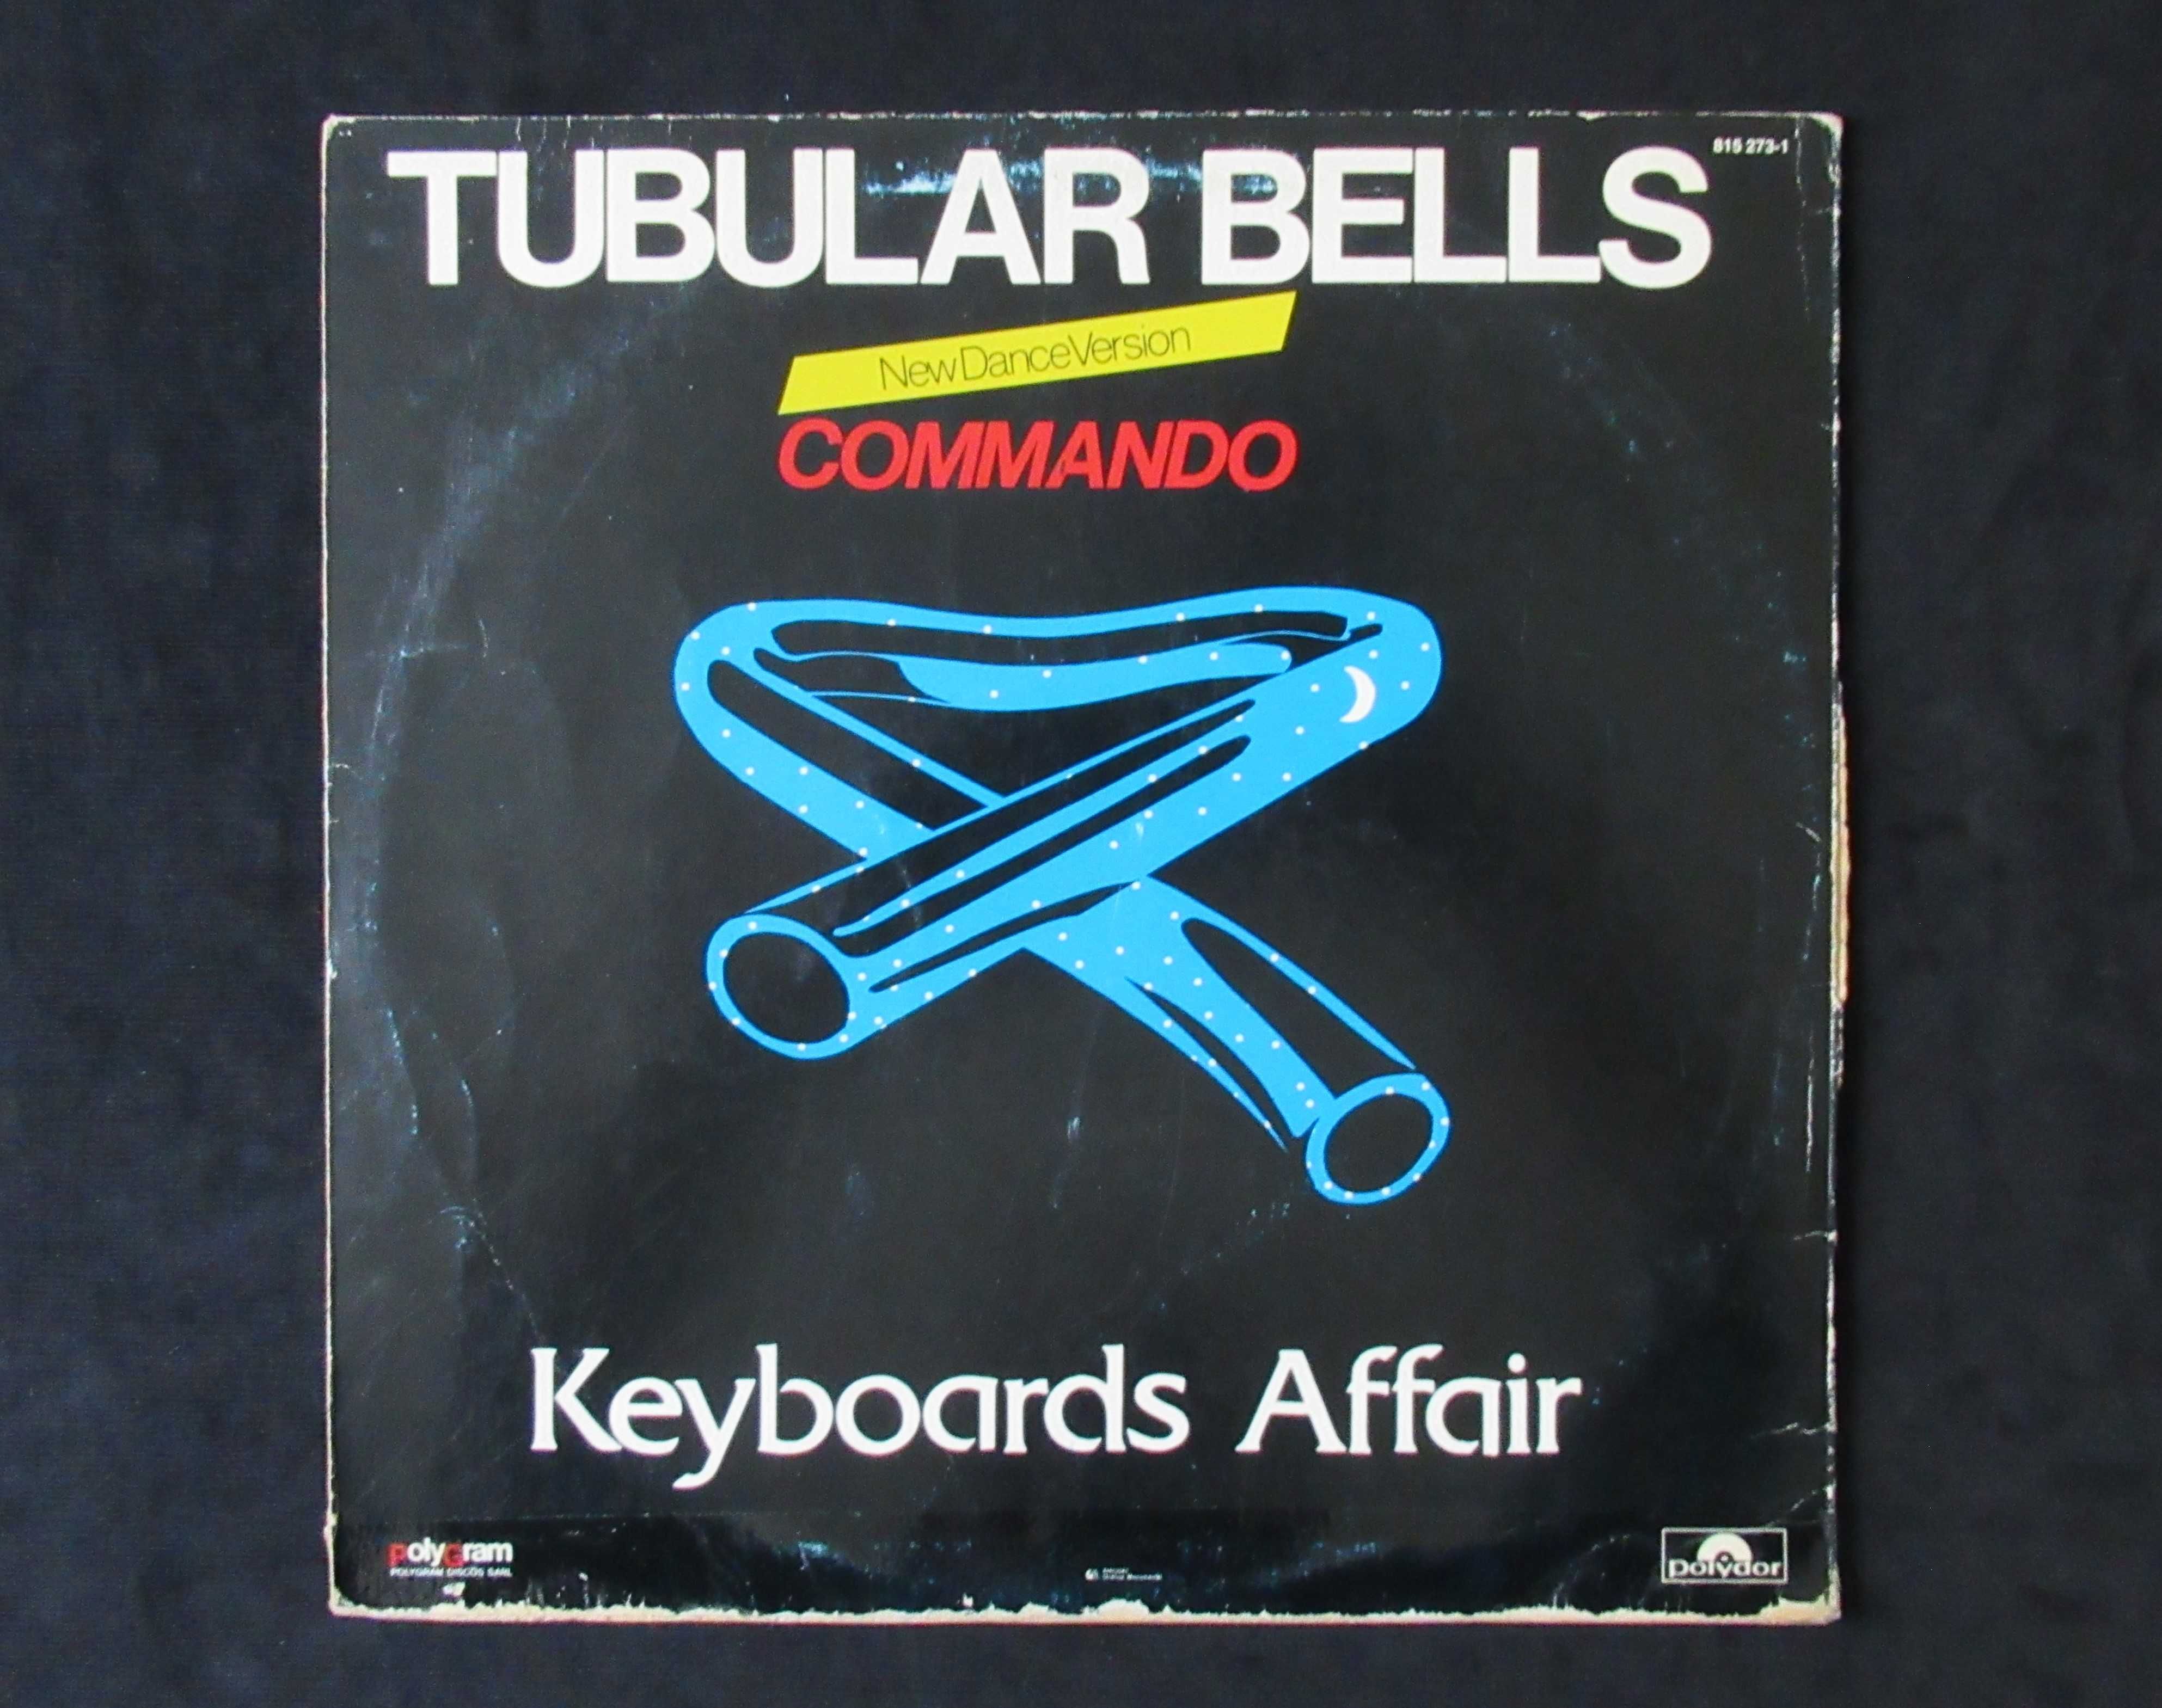 815 273-1
TUBULAR BELLS
New Dance Version
COMMANDO
Keyboards Affair
PolyGram
POLYGRAM DISCOS SARL
polydor